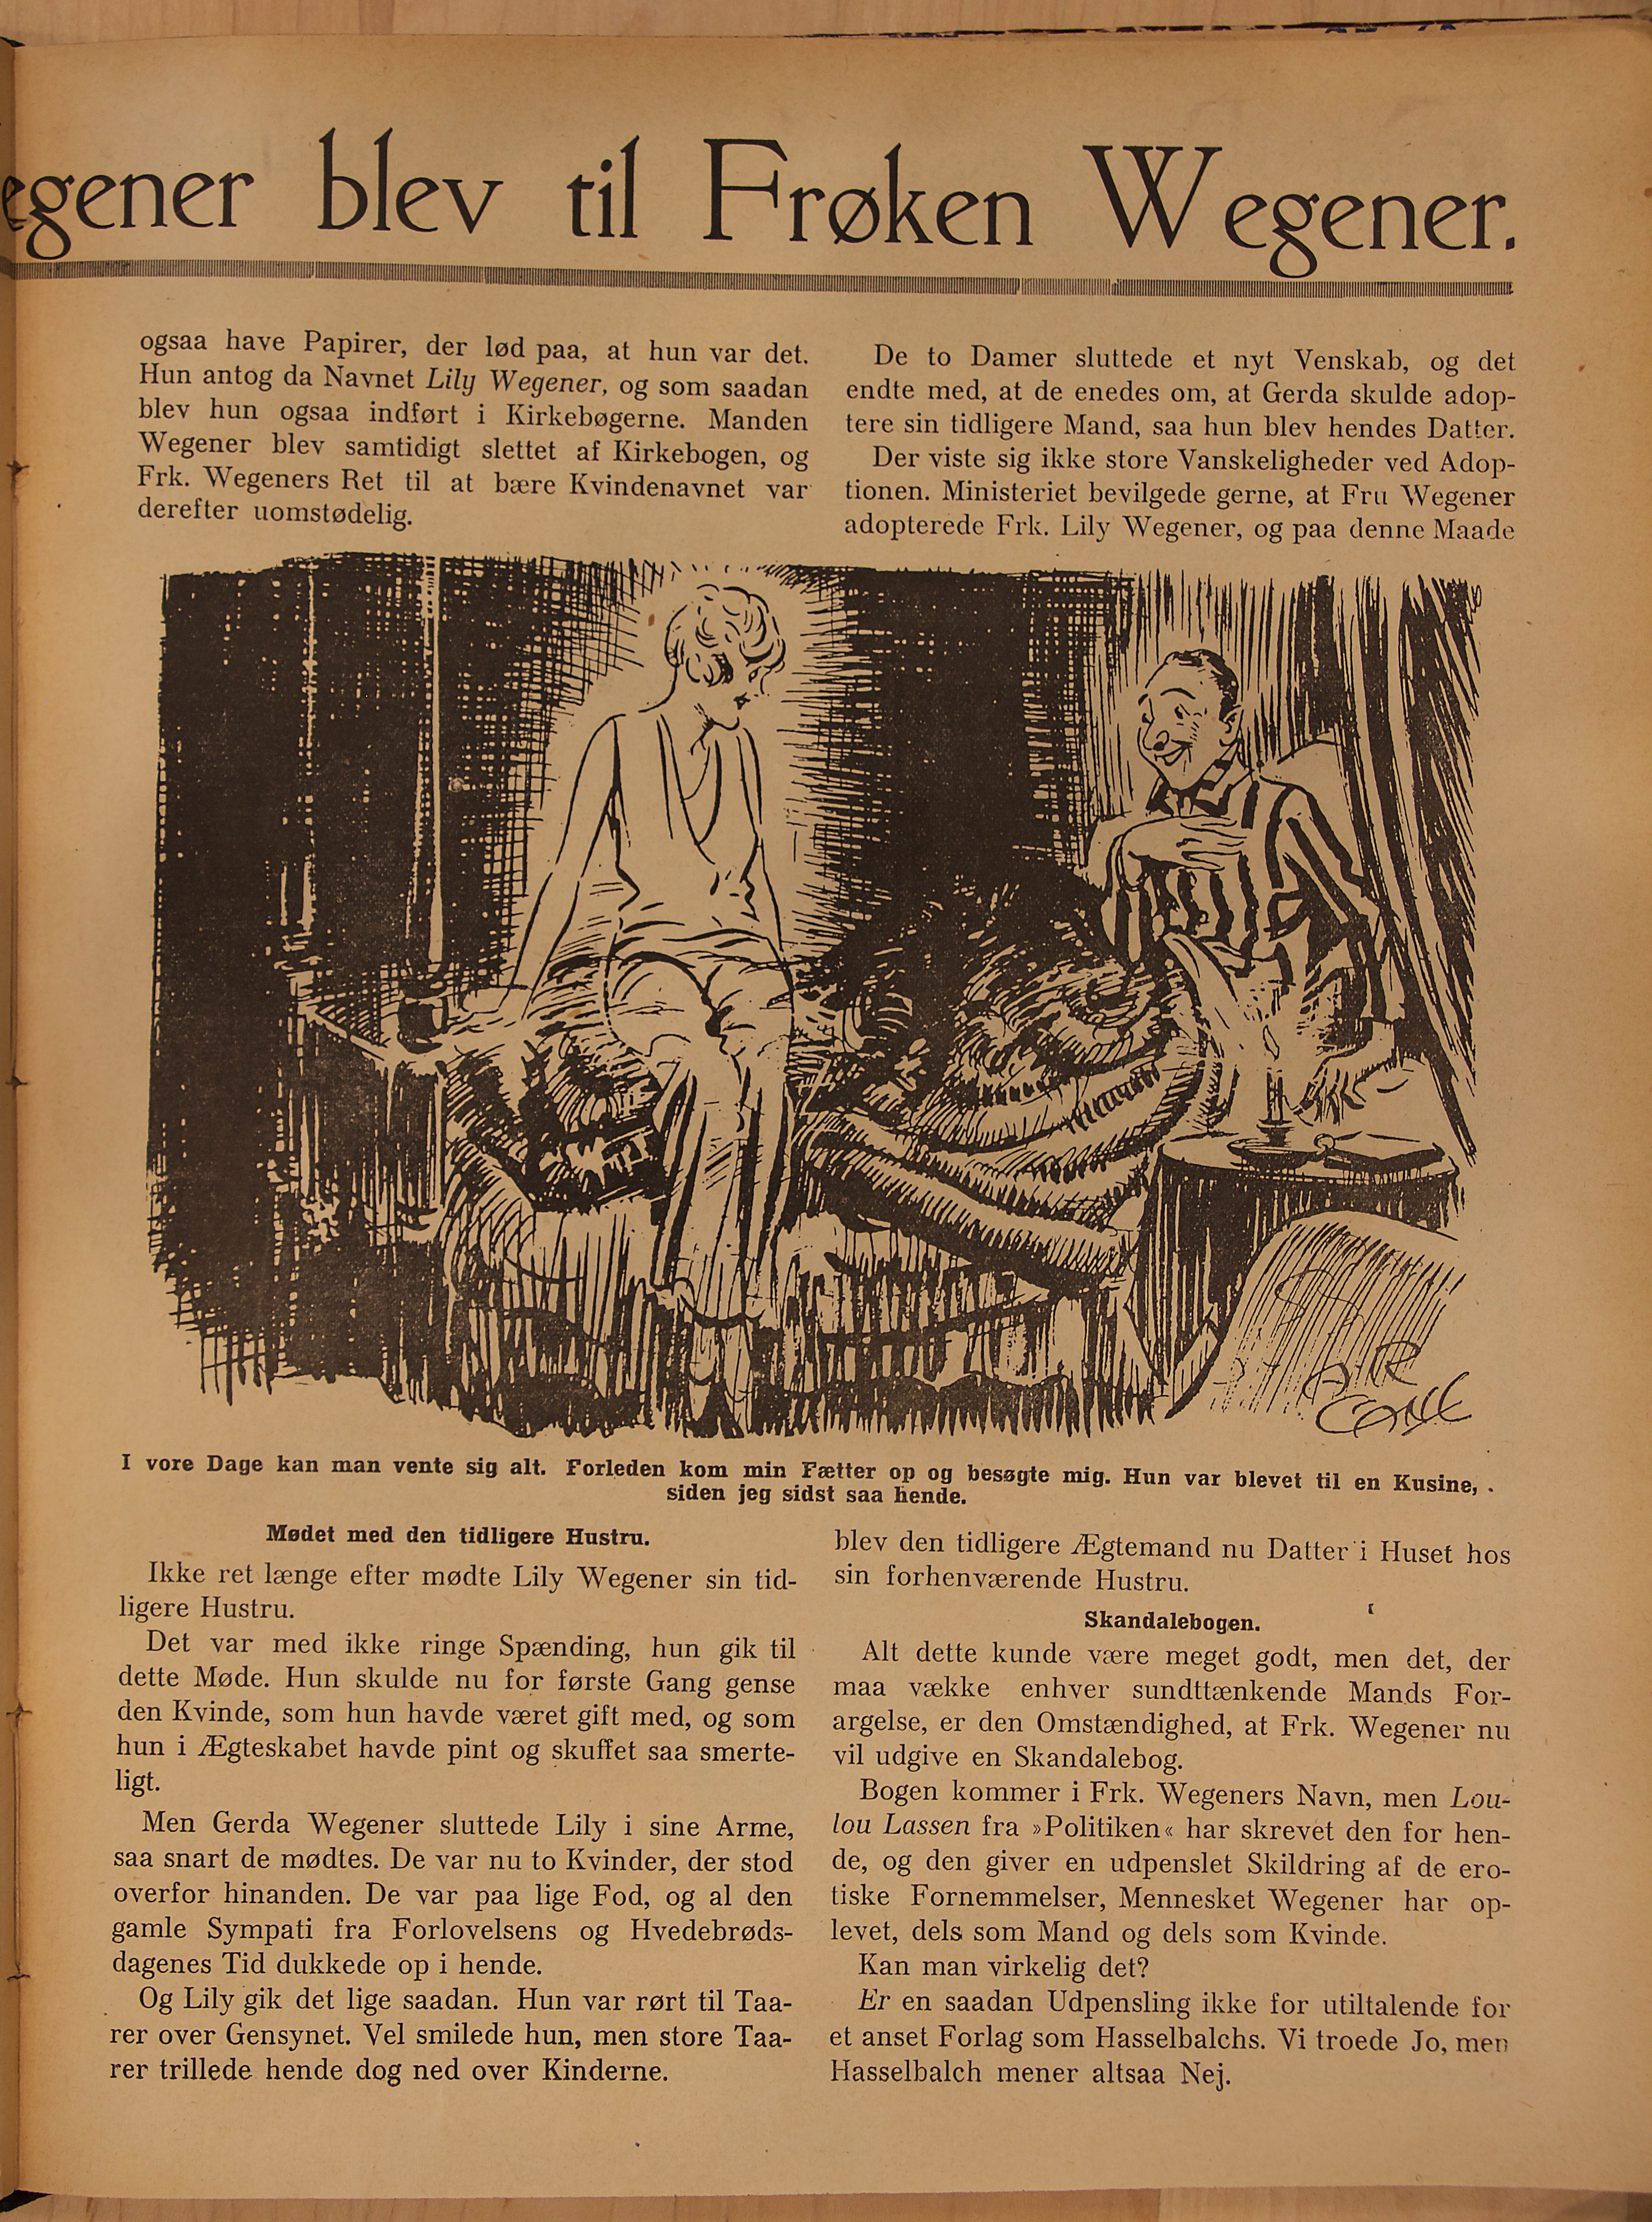 egener blev til Frøken Wegener.
ogsaa have Papirer, der lød paa, at hun var det.
Hun antog da Navnet Lily Wegener, og som saadan
blev hun ogsaa indført i Kirkebøgerne. Manden
Wegener blev samtidigt slettet af Kirkebogen, og
Frk. Wegeners Ret til at bære Kvindenavnet var
derefter uomstødelig.
De to Damer sluttede et nyt Venskab, og det
endte med, at de enedes om, at Gerda skulde adop-
tere sin tidligere Mand, saa hun blev hendes Datter.
Der viste sig ikke store Vanskeligheder ved Adop-
tionen. Ministeriet bevilgede gerne, at Fru Wegener
adopterede Frk. Lily Wegener, og paa denne Maade
I vore Dage kan man vente sig alt. Forleden kom min Fætter op og besøgte mig. Hun var blevet til en Kusine,
siden jeg sidst saa hende.
Mødet med den tidligere Hustru.
Ikke ret længe efter mødte Lily Wegener sin tid-
ligere Hustru.
Det var med ikke ringe Spænding, hun gik til
dette Møde. Hun skulde nu for første Gang gense
den Kvinde, som hun havde været gift med, og som
hun i Ægteskabet havde pint og skuffet saa smerte-
ligt.
Men Gerda Wegener sluttede Lily i sine Arme,
saa snart de mødtes. De var nu to Kvinder, der stod
overfor hinanden. De var paa lige Fod, og al den
gamle Sympati fra Forlovelsens og Hvedebrøds-
dagenes Tid dukkede op i hende.
Og Lily gik det lige saadan. Hun var rørt til Taa-
rer over Gensynet. Vel smilede hun, men store Taa-
rer trillede hende dog ned over Kinderne.
blev den tidligere Ægtemand nu Datter i Huset hos
sin forhenværende Hustru.
Skandalebogen.
Alt dette kunde være meget godt, men det, der
maa vække enhver sundttænkende Mands For-
argelse, er den Omstændighed, at Frk. Wegener nu
vil udgive en Skandalebog.
Bogen kommer i Frk. Wegeners Navn, men Lou-
lou Lassen fra »Politiken« har skrevet den for hen-
de, og den giver en udpenslet Skildring af de ero-
tiske Fornemmelser, Mennesket Wegener har op-
levet, dels som Mand og dels som Kvinde.
Kan man virkelig det?
Er en saadan Udpensling ikke for utiltalende for
et anset Forlag som Hasselbalchs. Vi troede Jo, men
Hasselbalch mener altsaa Nej.